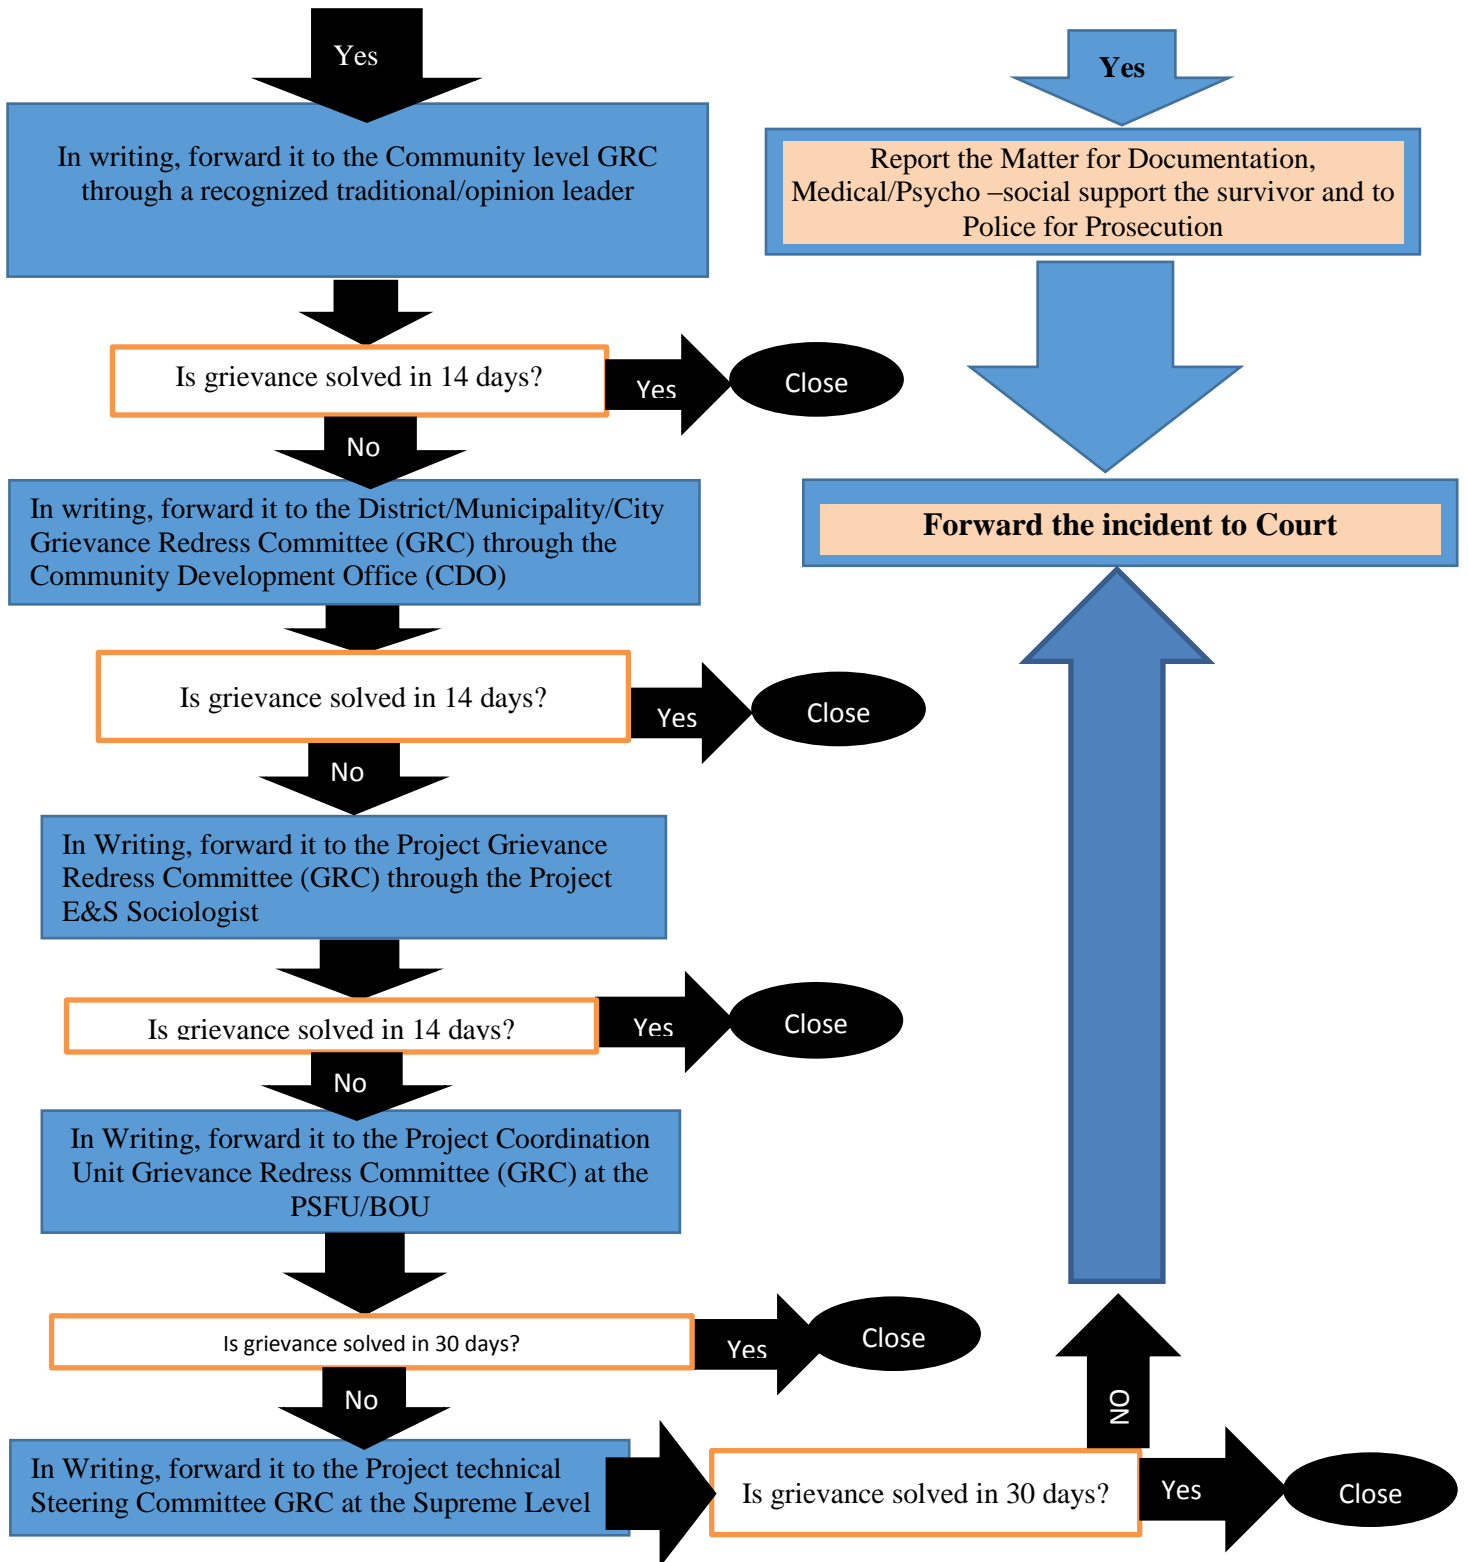 Yes
In writing, forward it to the Community level GRC
through a recognized traditional/opinion leader
Is grievance solved in 14 days?
Yes
Close
No
In writing, forward it to the District/Municipality/City
Grievance Redress Committee (GRC) through the
Community Development Office (CDO)
Is grievance solved in 14 days?
Yes
Close
No
In Writing, forward it to the Project Grievance
Redress Committee (GRC) through the Project
E&S Sociologist
Is grievance solved in 14 days?
Yes
Close
No
In Writing, forward it to the Project Coordination
Unit Grievance Redress Committee (GRC) at the
PSFU/BOU
Is grievance solved in 30 days?
Yes
Close
No
In Writing, forward it to the Project technical
Steering Committee GRC at the Supreme Level
Is grievance solved in 30 days?
Yes
Close
NO
Yes
Report the Matter for Documentation,
Medical/Psycho –social support the survivor and to
Police for Prosecution
Forward the incident to Court